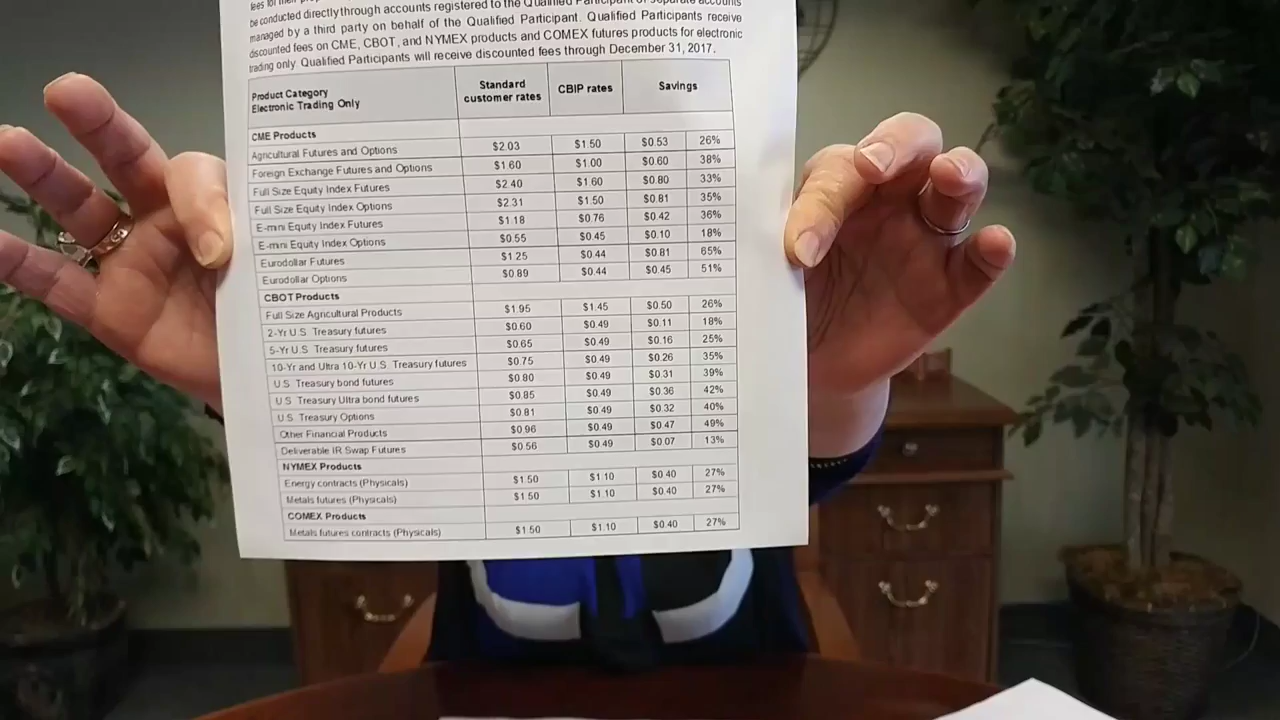 be conducted directly through accounts registered to the Qualified Participant or separate accounts
managed by a third party on behalf of the Qualified Participant. Qualified Participants receive
discounted fees on CME, CBOT, and NYMEX products and COMEX futures products for electronic
trading only. Qualified Participants will receive discounted fees through December 31, 2017.
Product Category Electronic Trading Only Standard customer rates CBIP rates Savings
CME Products
Agricultural Futures and Options $2.03 $1.50 $0.53 26%
Foreign Exchange Futures and Options $1.60 $1.00 $0.60 38%
Full Size Equity Index Futures $2.40 $1.60 $0.80 33%
Full Size Equity Index Options $2.31 $1.50 $0.81 35%
E-mni Equity Index Futures $1.18 $0.76 $0.42 36%
E-mni Equity Index Options $0.55 $0.45 $0.10 18%
Eurodollar Futures $1.25 $0.44 $0.81 65%
Eurodollar Options $0.89 $0.44 $0.45 51%
CBOT Products
Full Size Agricultural Products $1.95 $1.45 $0.50 26%
2-Yr U.S. Treasury futures $0.60 $0.49 $0.11 18%
5-Yr U.S. Treasury futures $0.65 $0.49 $0.16 25%
10-Yr and Ultra 10-Yr U.S. Treasury futures $0.75 $0.49 $0.26 35%
U.S. Treasury bond futures $0.80 $0.49 $0.31 39%
U.S. Treasury Ultra bond futures $0.85 $0.49 $0.36 42%
U.S. Treasury Options $0.81 $0.49 $0.32 40%
Other Financial Products $0.96 $0.49 $0.47 49%
Deliverable IR Swap Futures $0.56 $0.49 $0.07 13%
NYMEX Products
Energy contracts (Physicals) $1.50 $1.10 $0.40 27%
Metals futures (Physicals) $1.50 $1.10 $0.40 27%
COMEX Products
Metals futures contracts (Physicals) $1.50 $1.10 $0.40 27%